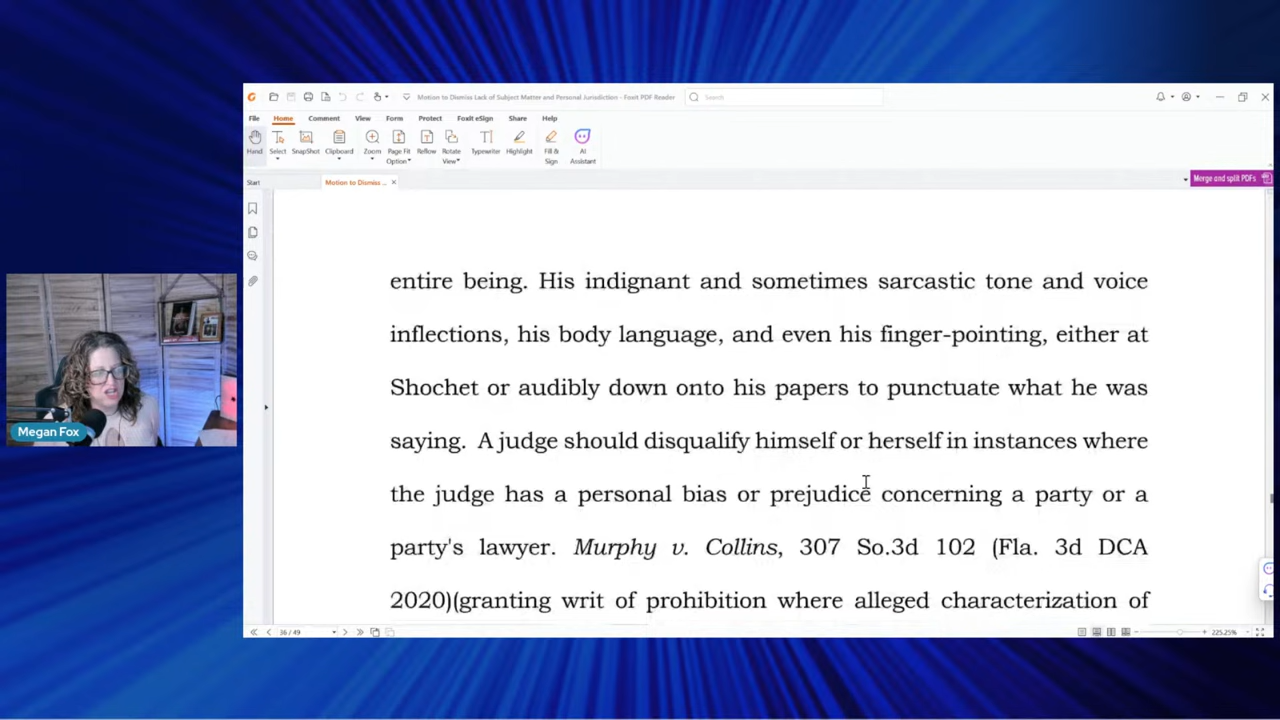 Motion to Dismiss Lack of Subject Matter and Personal Jurisdiction - Foxit PDF Reader
Search
File Home Comment View Form Protect Foxit eSign Share Help
Hand Select SnapShot Clipboard Zoom Page Fit Option Reflow Rotate View Typewriter Highlight Fill & Sign AI Assistant
Start Motion to Dismiss ... Merge and split PDFs
entire being. His indignant and sometimes sarcastic tone and voice
inflections, his body language, and even his finger-pointing, either at
Shochet or audibly down onto his papers to punctuate what he was
saying. A judge should disqualify himself or herself in instances where
the judge has a personal bias or prejudice concerning a party or a
party's lawyer. Murphy v. Collins, 307 So.3d 102 (Fla. 3d DCA
2020)(granting writ of prohibition where alleged characterization of
36 / 49
225.25%
Megan Fox